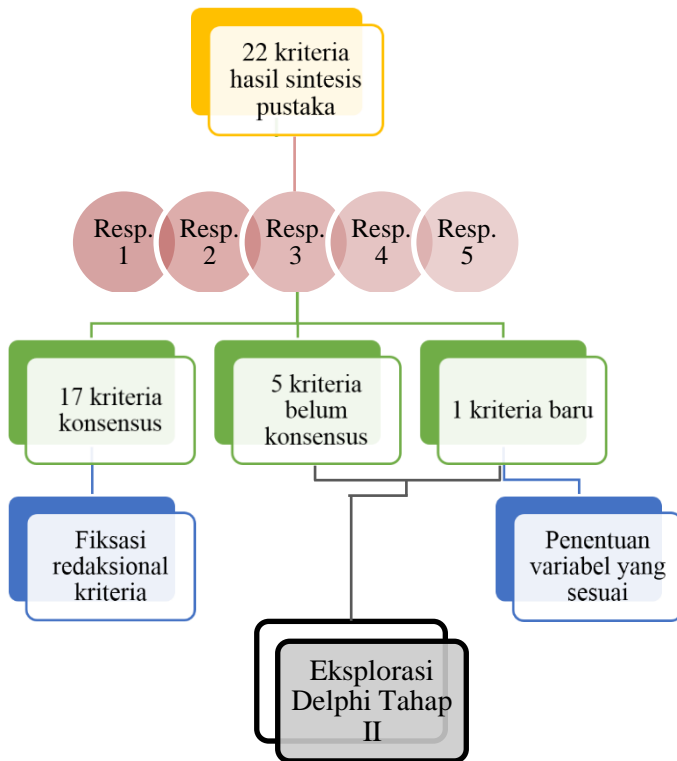 22 kriteria
hasil sintesis
pustaka
Resp.
1
Resp.
2
Resp.
3
Resp.
4
Resp.
5
17 kriteria
konsensus
5 kriteria
belum
konsensus
1 kriteria baru
Fiksasi
redaksional
kriteria
Penentuan
variabel yang
sesuai
Eksplorasi
Delphi Tahap
II